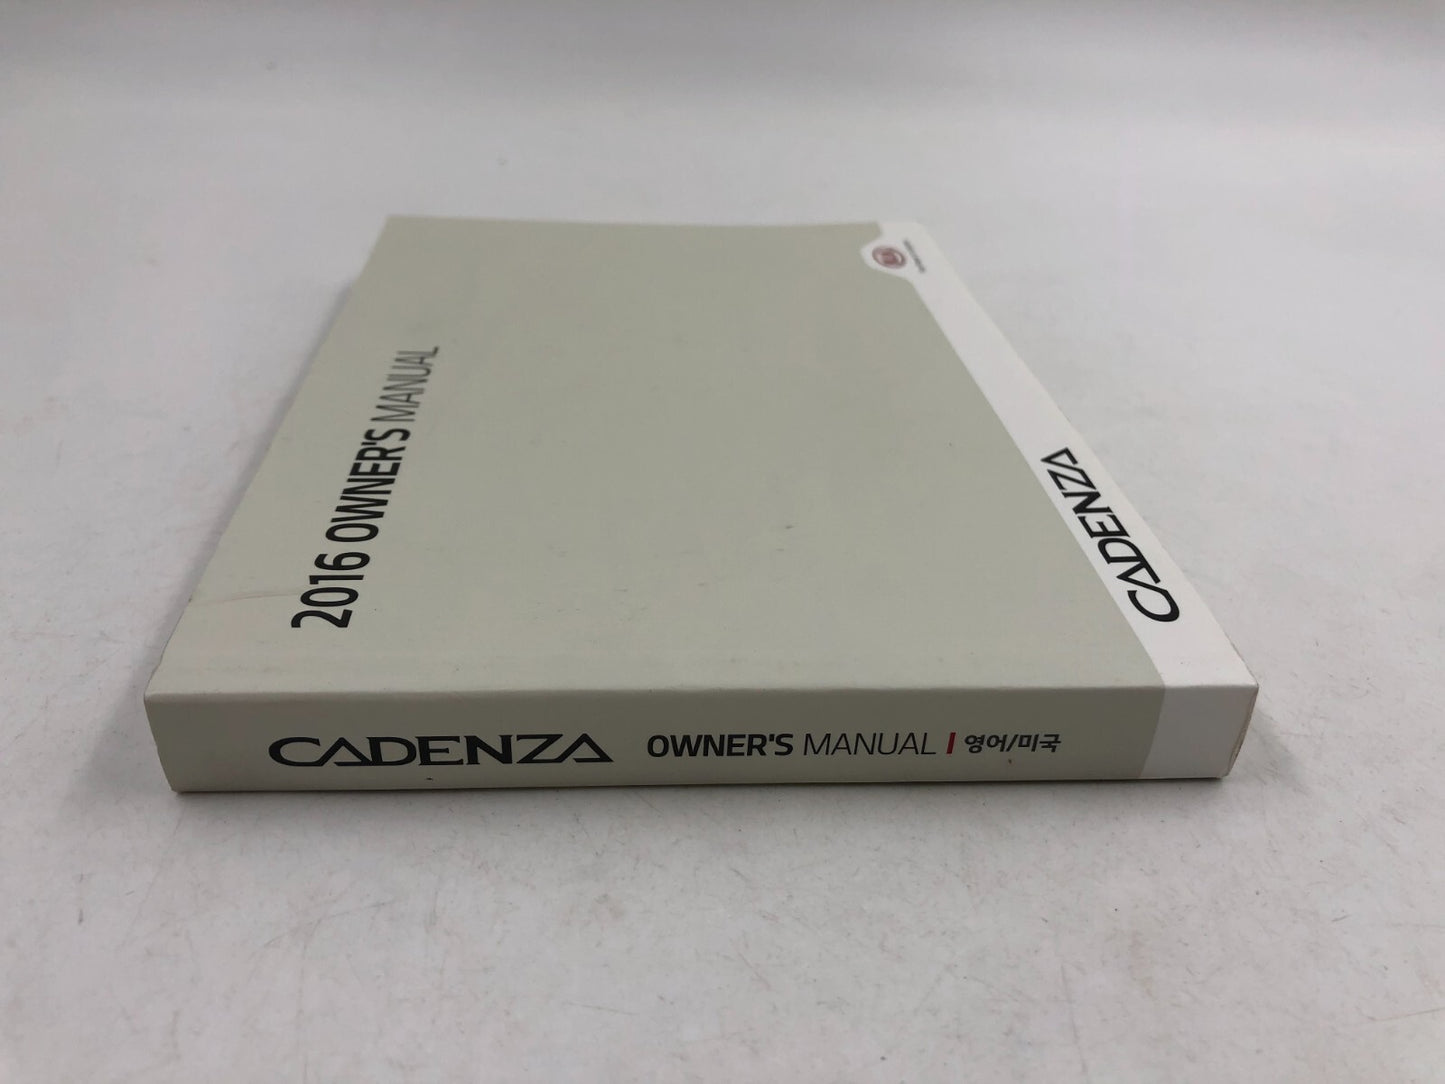 2016 OWNER'S MANUAL
CADENZA
CADENZA OWNER'S MANUAL | 영어/미국